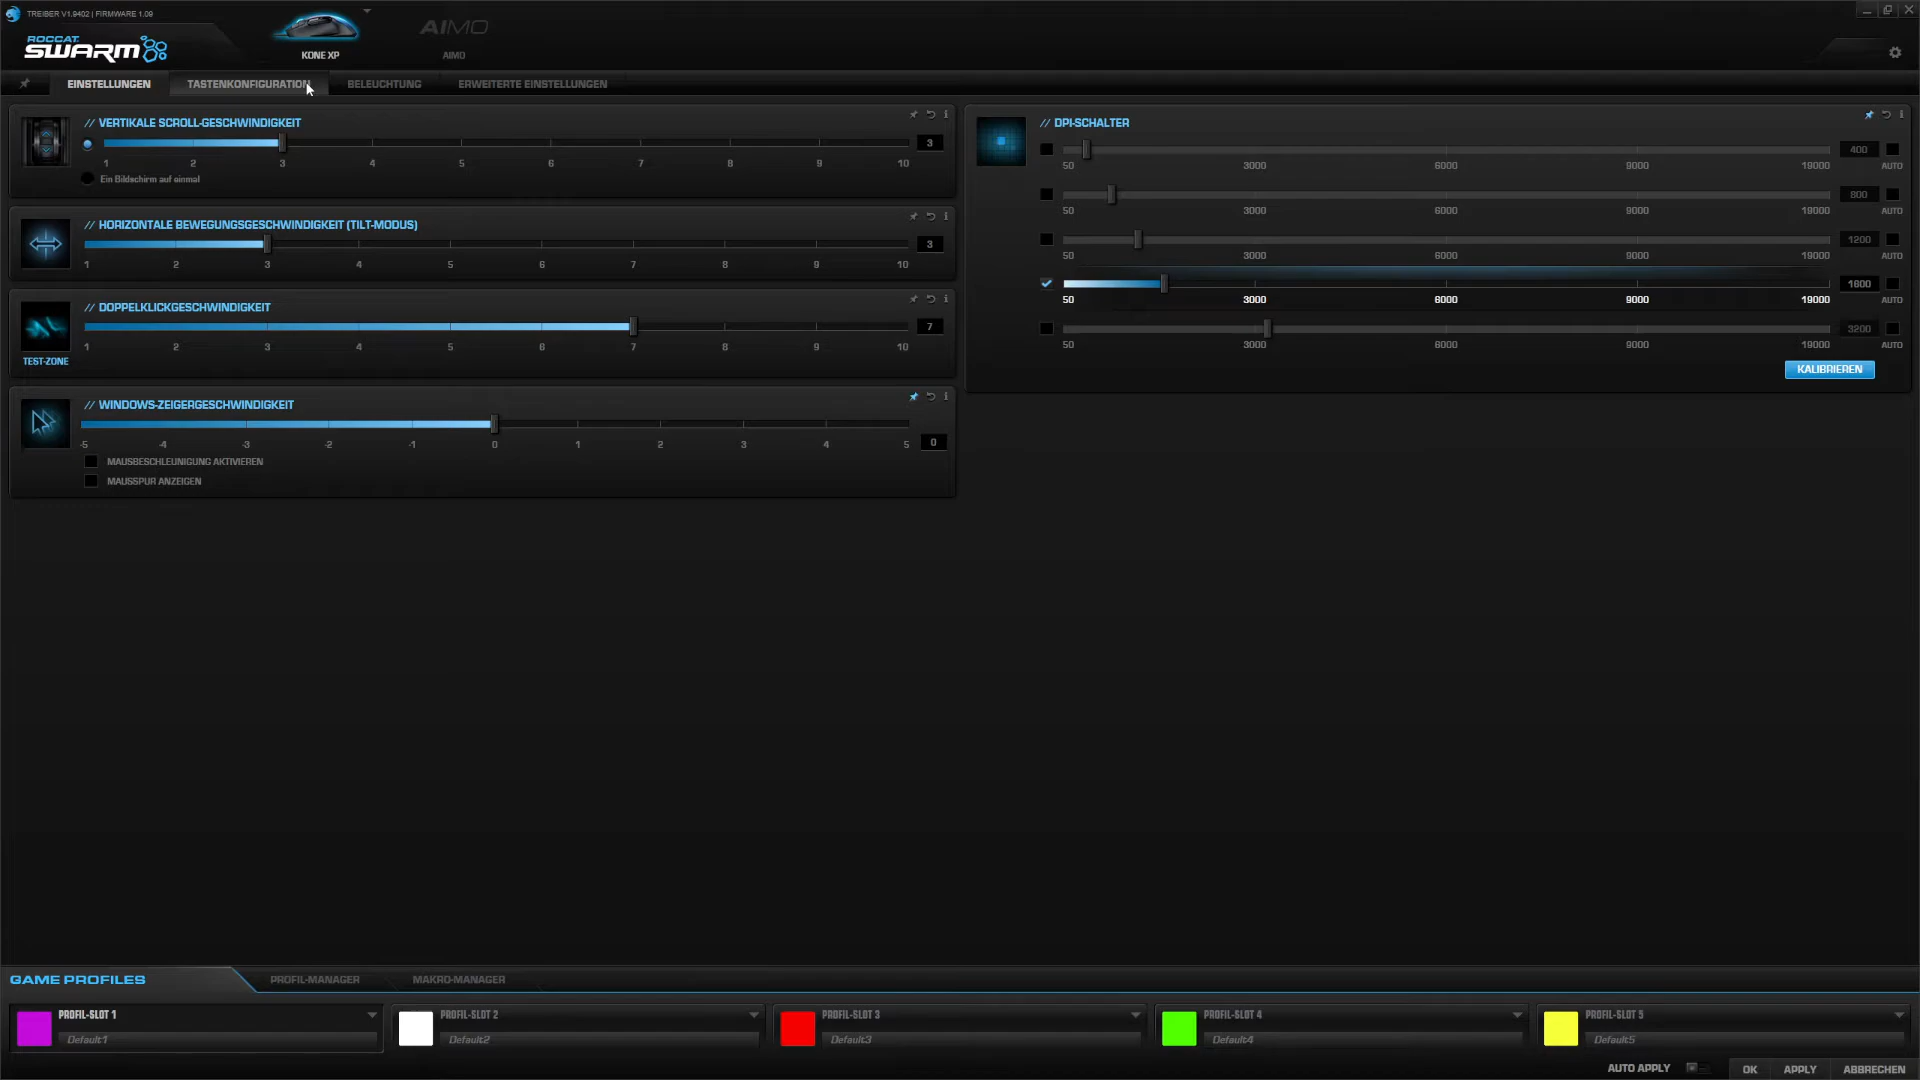 TREIBER V1.9402 | FIRMWARE 1.09
ROCCAT
SWARM
KONE XP
AIMO
AIMO
EINSTELLUNGEN
TASTENKONFIGURATION
BELEUCHTUNG
ERWEITERTE EINSTELLUNGEN
// VERTIKALE SCROLL-GESCHWINDIGKEIT
3
1 2 3 4 5 6 7 8 9 10
Ein Bildschirm auf einmal
// HORIZONTALE BEWEGUNGSGESCHWINDIGKEIT (TILT-MODUS)
3
1 2 3 4 5 6 7 8 9 10
// DOPPELKLICKGESCHWINDIGKEIT
7
1 2 3 4 5 6 7 8 9 10
TEST-ZONE
// WINDOWS-ZEIGERGESCHWINDIGKEIT
-5 -4 -3 -2 -1 0 1 2 3 4 5 0
MAUSBESCHLEUNIGUNG AKTIVIEREN
MAUSSPUR ANZEIGEN
// DPI-SCHALTER
400
50 3000 6000 9000 19000 AUTO
800
50 3000 6000 9000 19000 AUTO
1200
50 3000 6000 9000 19000 AUTO
1600
50 3000 6000 9000 19000 AUTO
3200
50 3000 6000 9000 19000 AUTO
KALIBRIEREN
GAME PROFILES
PROFIL-MANAGER
MAKRO-MANAGER
PROFIL-SLOT 1
Default1
PROFIL-SLOT 2
Default2
PROFIL-SLOT 3
Default3
PROFIL-SLOT 4
Default4
PROFIL-SLOT 5
Default5
AUTO APPLY
OK
APPLY
ABBRECHEN